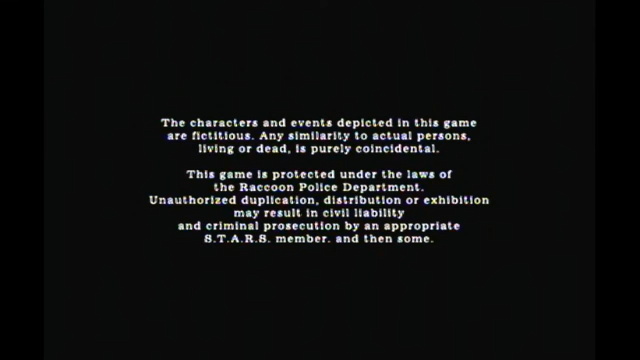 The characters and events depicted in this game
are fictitious. Any similarity to actual persons,
living or dead, is purely coincidental.
This game is protected under the laws of
the Raccoon Police Department.
Unauthorized duplication, distribution or exhibition
may result in civil liability
and criminal prosecution by an appropriate
S.T.A.R.S. member. and then some.